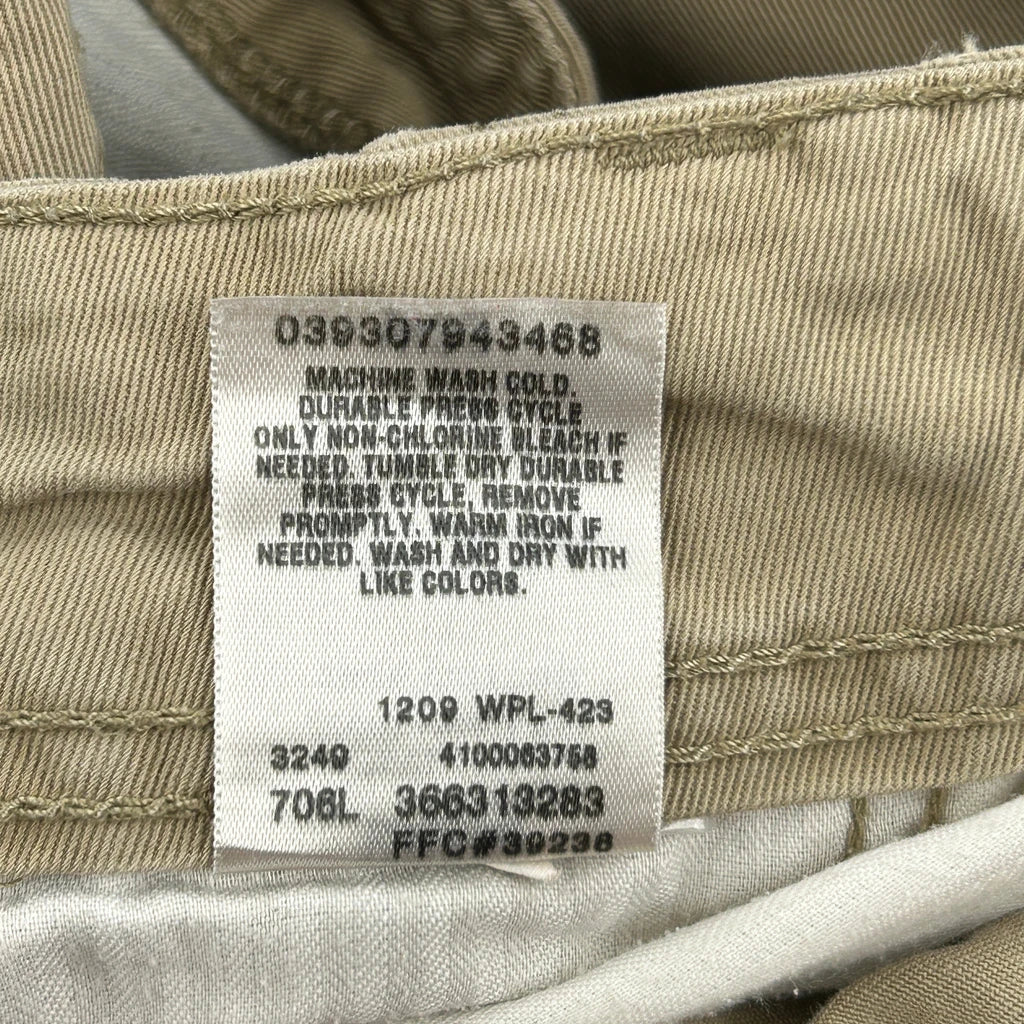 039307943468
MACHINE WASH COLD,
DURABLE PRESS CYCLE
ONLY NON-CHLORINE BLEACH IF
NEEDED. TUMBLE DRY DURABLE
PRESS CYCLE, REMOVE
PROMPTLY. WARM IRON IF
NEEDED. WASH AND DRY WITH
LIKE COLORS.
1209 WPL-423
3249 4100063758
706L 366313283
FFC#39238